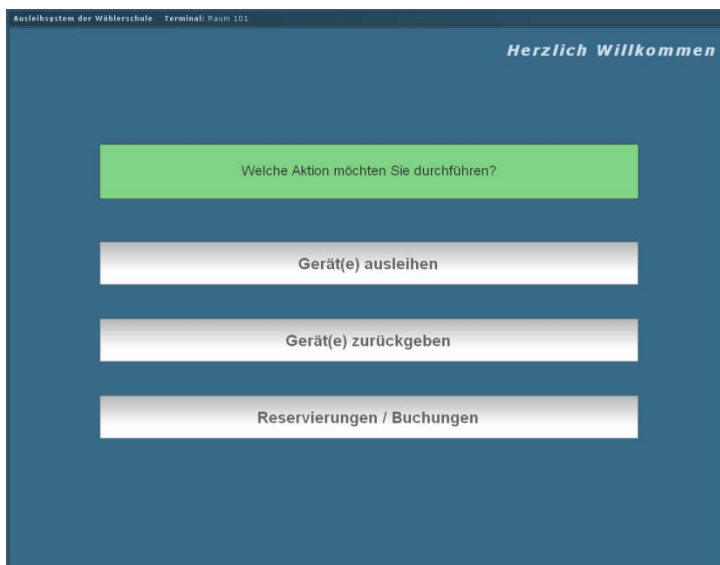 Ausleihsystem der Wöhlerschule Terminal: Raum 101
Herzlich Willkommen
Welche Aktion möchten Sie durchführen?
Gerät(e) ausleihen
Gerät(e) zurückgeben
Reservierungen / Buchungen